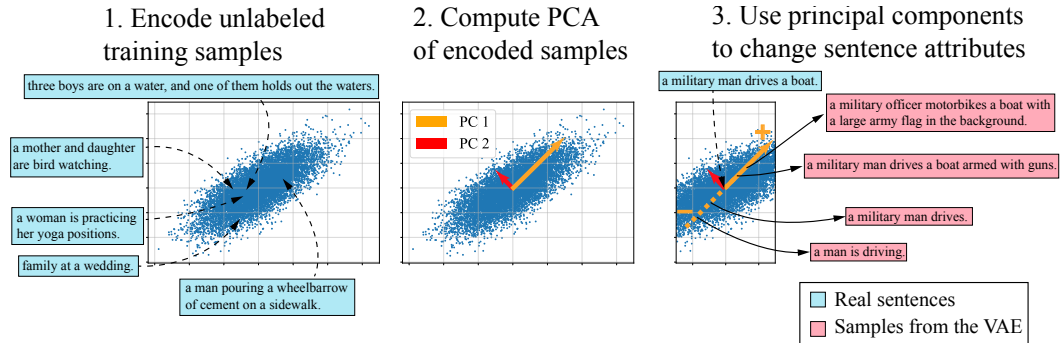 1. Encode unlabeled
training samples
three boys are on a water, and one of them holds out the waters.
a mother and daughter
are bird watching.
a woman is practicing
her yoga positions.
family at a wedding.
a man pouring a wheelbarrow
of cement on a sidewalk.
2. Compute PCA
of encoded samples
PC 1
PC 2
3. Use principal components
to change sentence attributes
a military man drives a boat.
a military officer motorbikes a boat with
a large army flag in the background.
a military man drives a boat armed with guns.
a military man drives.
a man is driving.
+
−
Real sentences
Samples from the VAE